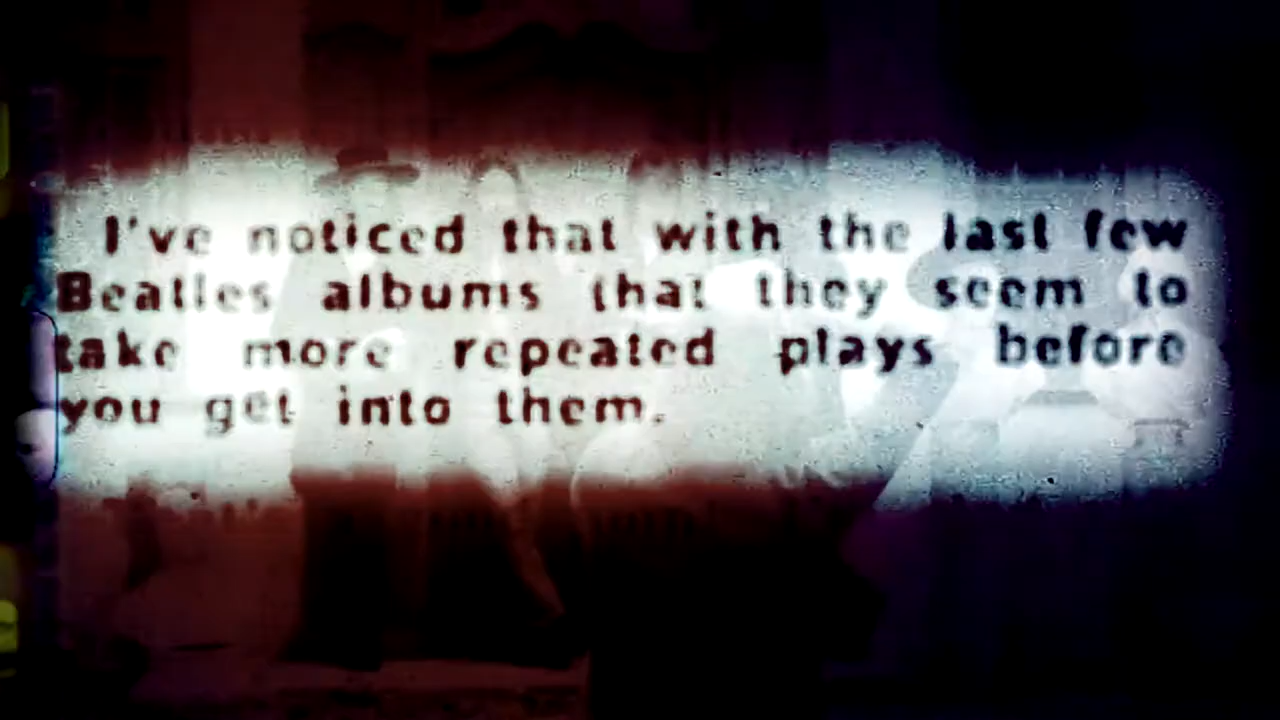 I've noticed that with the last few
Beatles albums that they seem to
take more repeated plays before
you get into them.